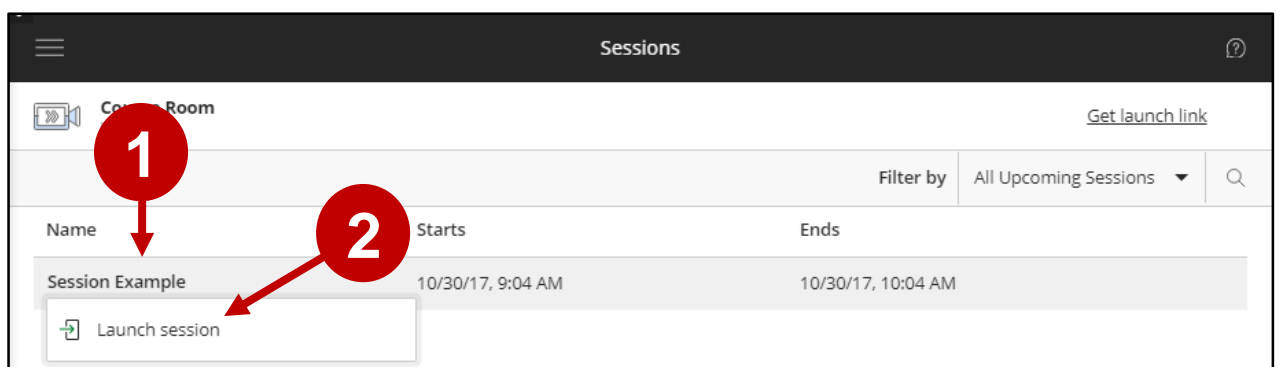 Sessions
Room
Get launch link
1
Filter by All Upcoming Sessions
Name Starts Ends
2
Session Example 10/30/17, 9:04 AM 10/30/17, 10:04 AM
Launch session